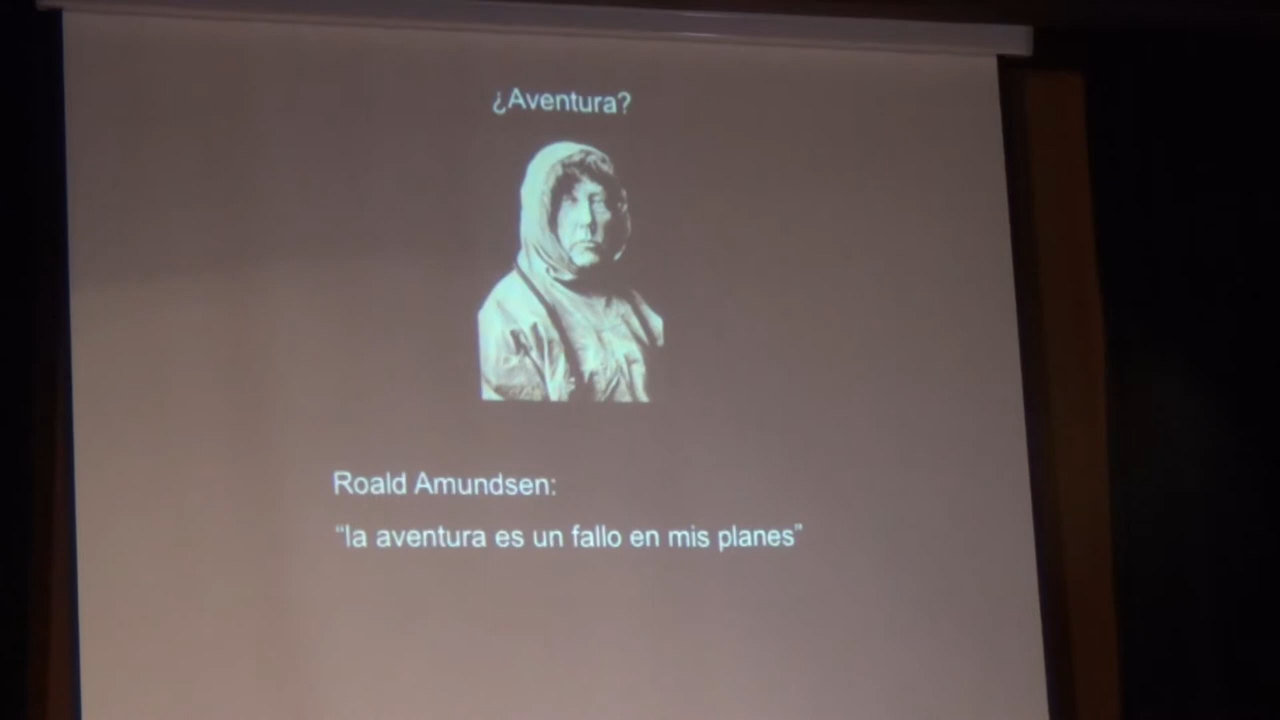 ¿Aventura?
Roald Amundsen:
“la aventura es un fallo en mis planes”